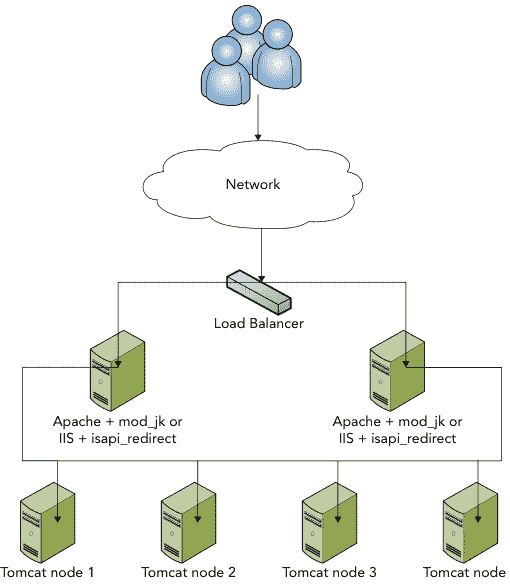 Network
Load Balancer
Apache + mod_jk or
IIS + isapi_redirect
Apache + mod_jk or
IIS + isapi_redirect
Tomcat node 1
Tomcat node 2
Tomcat node 3
Tomcat node